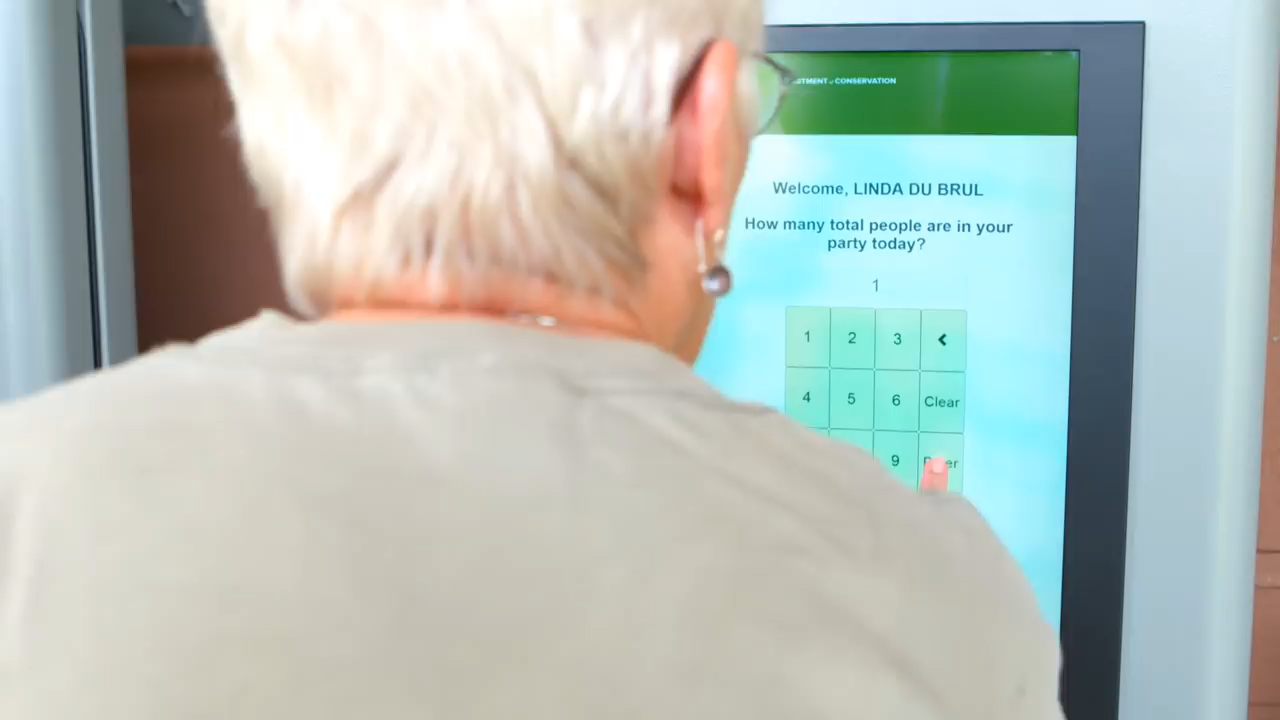 of CONSERVATION
Welcome, LINDA DU BRUL
How many total people are in your
party today?
1
1 2 3 <
4 5 6 Clear
9